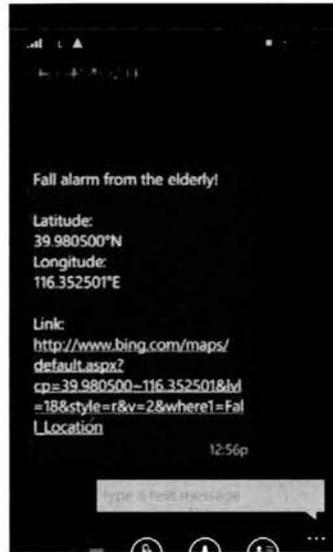 Fall alarm from the elderly!
Latitude:
39.980500°N
Longitude:
116.352501°E
Link:
http://www.bing.com/maps/
default.aspx?
cp=39.980500~116.352501&lvl
=18&style=r&v=2&where1=Fal
l_Location
12:56p
type a text message